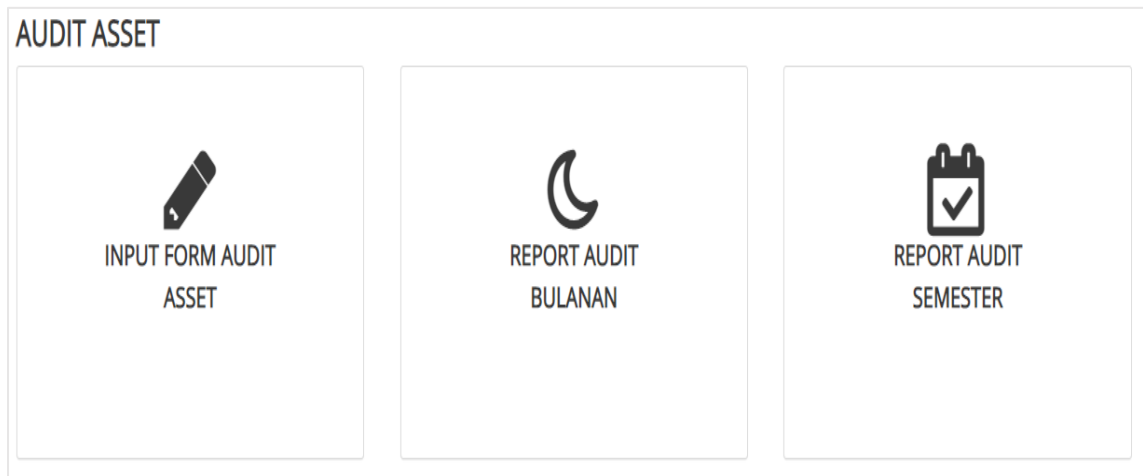 AUDIT ASSET
INPUT FORM AUDIT
ASSET
REPORT AUDIT
BULANAN
REPORT AUDIT
SEMESTER